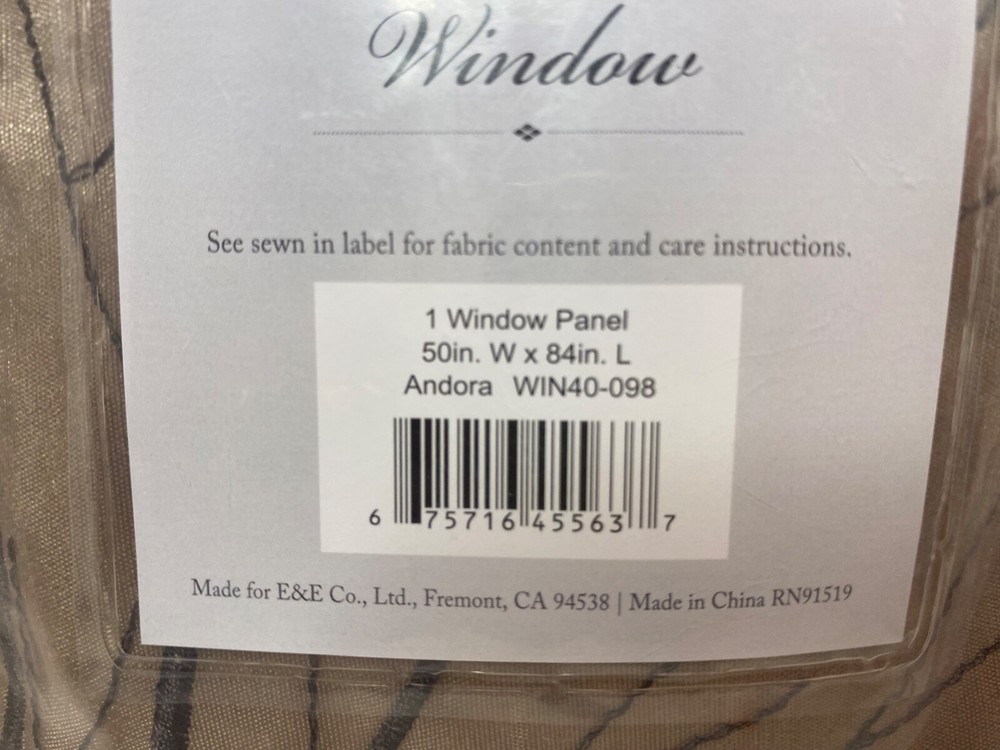 Window
See sewn in label for fabric content and care instructions.
1 Window Panel
50in. W x 84in. L
Andora WIN40-098
6 75716 45563 7
Made for E&E Co., Ltd., Fremont, CA 94538 | Made in China RN91519